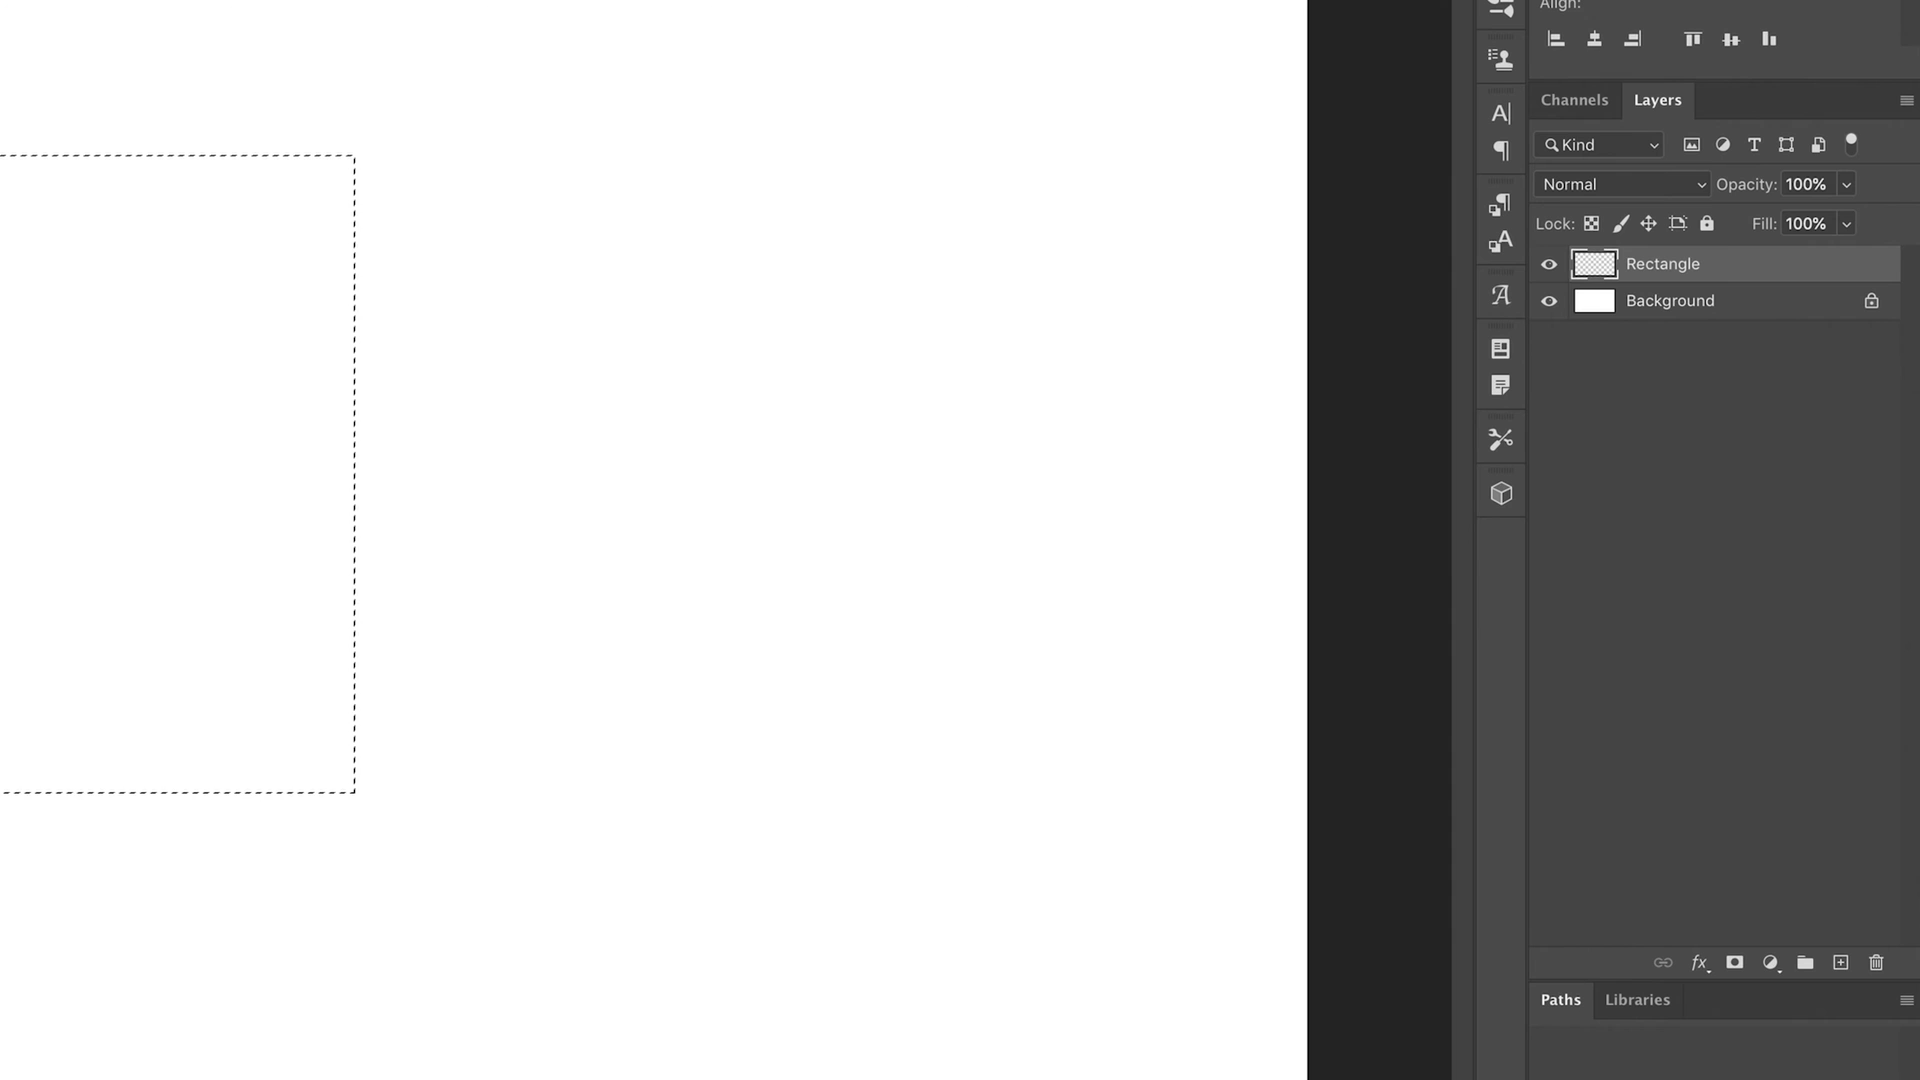 Align:
Channels Layers
Kind
Normal Opacity: 100%
Lock: Fill: 100%
Rectangle
Background
fx
Paths Libraries